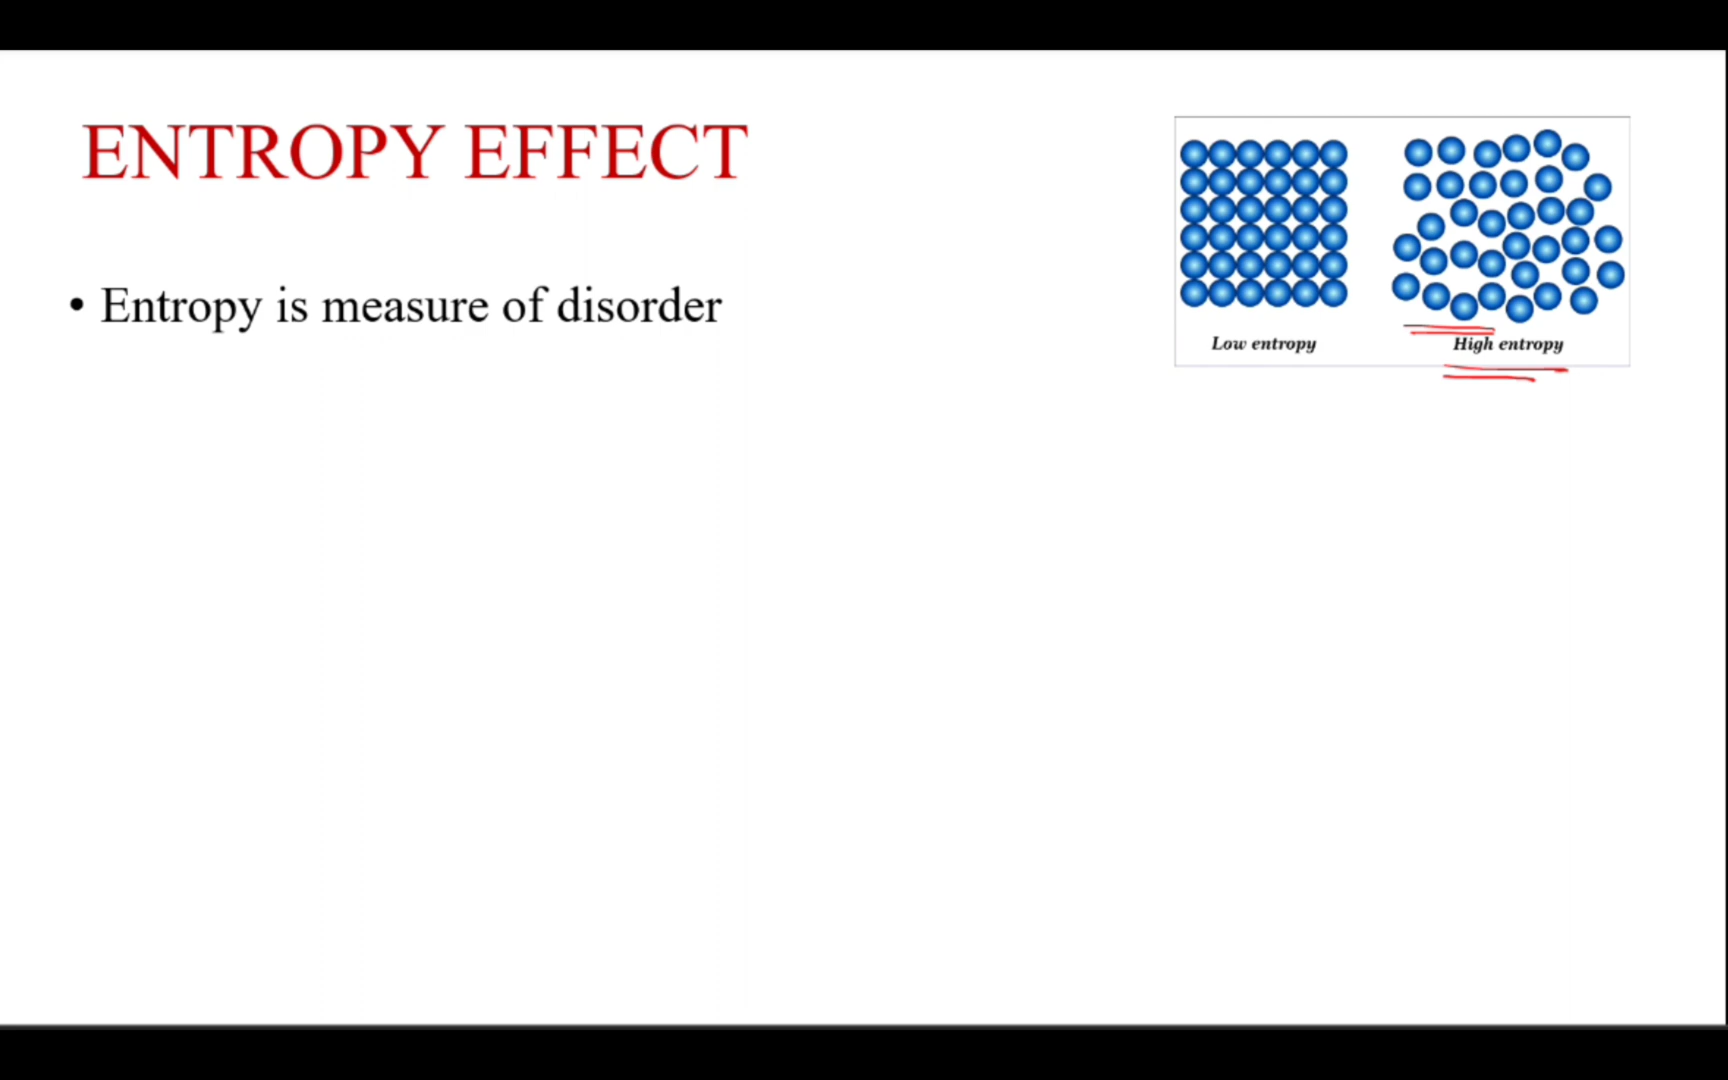 ENTROPY EFFECT
• Entropy is measure of disorder
Low entropy
High entropy